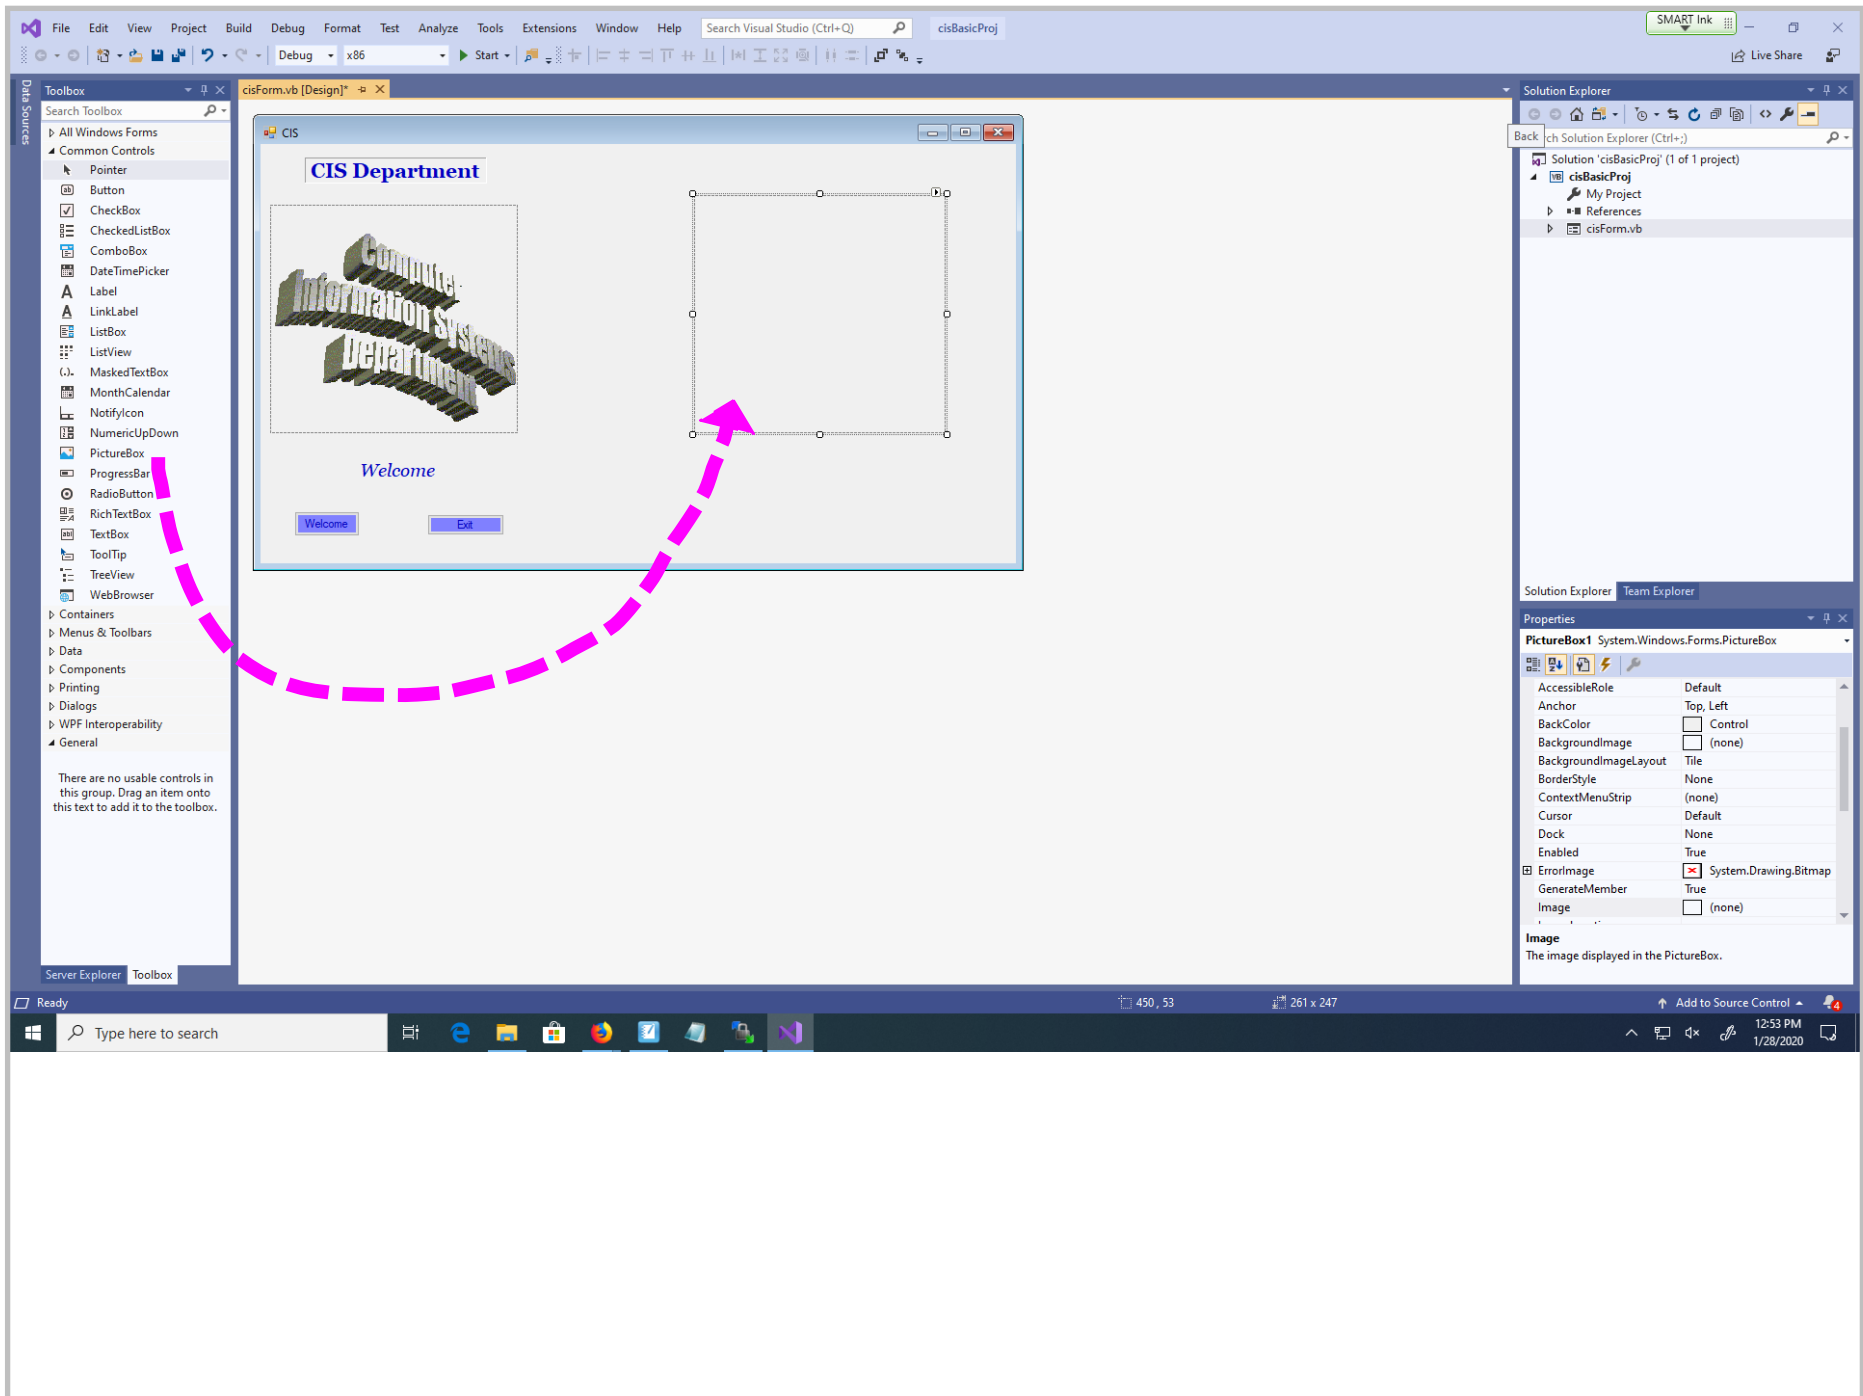 File Edit View Project Build Debug Format Test Analyze Tools Extensions Window Help Search Visual Studio (Ctrl+Q) cisBasicProj
SMART Ink
Debug x86 Start Live Share
Data Sources
Toolbox
Search Toolbox
All Windows Forms
Common Controls
Pointer
Button
CheckBox
CheckedListBox
ComboBox
DateTimePicker
Label
LinkLabel
ListBox
ListView
MaskedTextBox
MonthCalendar
NotifyIcon
NumericUpDown
PictureBox
ProgressBar
RadioButton
RichTextBox
TextBox
ToolTip
TreeView
WebBrowser
Containers
Menus & Toolbars
Data
Components
Printing
Dialogs
WPF Interoperability
General
There are no usable controls in
this group. Drag an item onto
this text to add it to the toolbox.
Server Explorer Toolbox
cisForm.vb [Design]*
CIS
CIS Department
Computer
Information Systems
Department
Welcome
Welcome Exit
Solution Explorer
Back
Solution Explorer (Ctrl+;)
Solution 'cisBasicProj' (1 of 1 project)
VB cisBasicProj
My Project
References
cisForm.vb
Solution Explorer Team Explorer
Properties
PictureBox1 System.Windows.Forms.PictureBox
AccessibleRole Default
Anchor Top, Left
BackColor Control
BackgroundImage (none)
BackgroundImageLayout Tile
BorderStyle None
ContextMenuStrip (none)
Cursor Default
Dock None
Enabled True
ErrorImage System.Drawing.Bitmap
GenerateMember True
Image (none)
Image
The image displayed in the PictureBox.
Ready 450 , 53 261 x 247 Add to Source Control 4
Type here to search
12:53 PM
1/28/2020